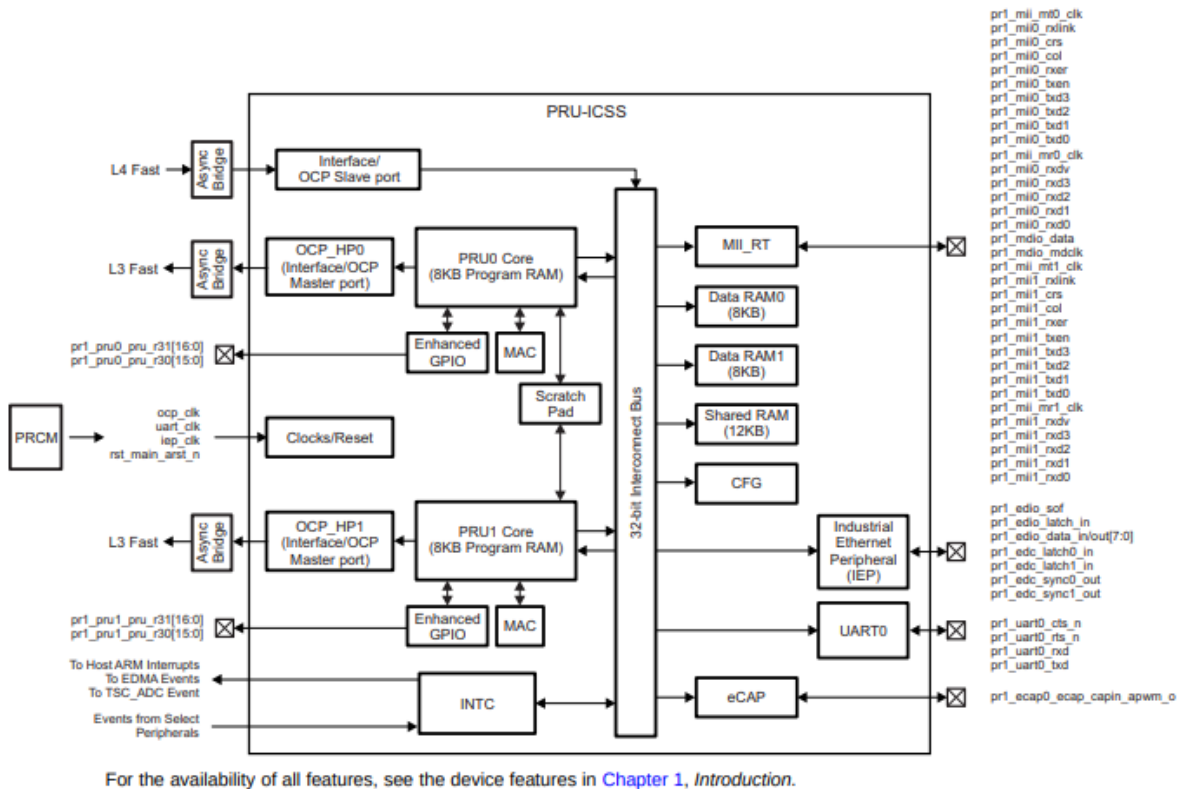 PRU-ICSS
L4 Fast
Async
Bridge
Interface/
OCP Slave port
L3 Fast
Async
Bridge
OCP_HP0
(Interface/OCP
Master port)
PRU0 Core
(8KB Program RAM)
pr1_pru0_pru_r31[16:0]
pr1_pru0_pru_r30[15:0]
Enhanced
GPIO
MAC
Scratch
Pad
PRCM
ocp_clk
uart_clk
iep_clk
rst_main_arst_n
Clocks/Reset
L3 Fast
Async
Bridge
OCP_HP1
(Interface/OCP
Master port)
PRU1 Core
(8KB Program RAM)
pr1_pru1_pru_r31[16:0]
pr1_pru1_pru_r30[15:0]
Enhanced
GPIO
MAC
To Host ARM Interrupts
To EDMA Events
To TSC_ADC Event
Events from Select
Peripherals
INTC
32-bit Interconnect Bus
MII_RT
Data RAM0
(8KB)
Data RAM1
(8KB)
Shared RAM
(12KB)
CFG
Industrial
Ethernet
Peripheral
(IEP)
UART0
eCAP
pr1_mii_mt0_clk
pr1_mii0_rxlink
pr1_mii0_crs
pr1_mii0_col
pr1_mii0_rxer
pr1_mii0_txen
pr1_mii0_txd3
pr1_mii0_txd2
pr1_mii0_txd1
pr1_mii0_txd0
pr1_mii_mr0_clk
pr1_mii0_rxdv
pr1_mii0_rxd3
pr1_mii0_rxd2
pr1_mii0_rxd1
pr1_mii0_rxd0
pr1_mdio_data
pr1_mdio_mdclk
pr1_mii_mt1_clk
pr1_mii1_rxlink
pr1_mii1_crs
pr1_mii1_col
pr1_mii1_rxer
pr1_mii1_txen
pr1_mii1_txd3
pr1_mii1_txd2
pr1_mii1_txd1
pr1_mii1_txd0
pr1_mii_mr1_clk
pr1_mii1_rxdv
pr1_mii1_rxd3
pr1_mii1_rxd2
pr1_mii1_rxd1
pr1_mii1_rxd0
pr1_edio_sof
pr1_edio_latch_in
pr1_edio_data_in/out[7:0]
pr1_edc_latch0_in
pr1_edc_latch1_in
pr1_edc_sync0_out
pr1_edc_sync1_out
pr1_uart0_cts_n
pr1_uart0_rts_n
pr1_uart0_rxd
pr1_uart0_txd
pr1_ecap0_ecap_capin_apwm_o
For the availability of all features, see the device features in Chapter 1, Introduction.